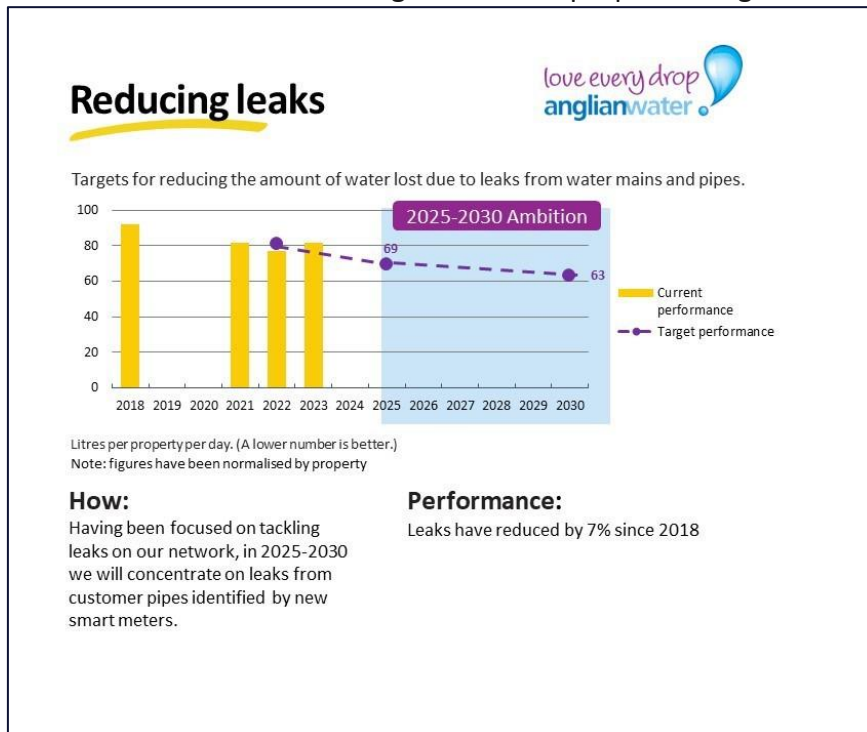 love every drop
anglianwater
Reducing leaks
Targets for reducing the amount of water lost due to leaks from water mains and pipes.
100
80
60
40
20
0
2025-2030 Ambition
69
63
2018 2019 2020 2021 2022 2023 2024 2025 2026 2027 2028 2029 2030
Current
performance
Target performance
Litres per property per day. (A lower number is better.)
Note: figures have been normalised by property
How:
Having been focused on tackling
leaks on our network, in 2025-2030
we will concentrate on leaks from
customer pipes identified by new
smart meters.
Performance:
Leaks have reduced by 7% since 2018